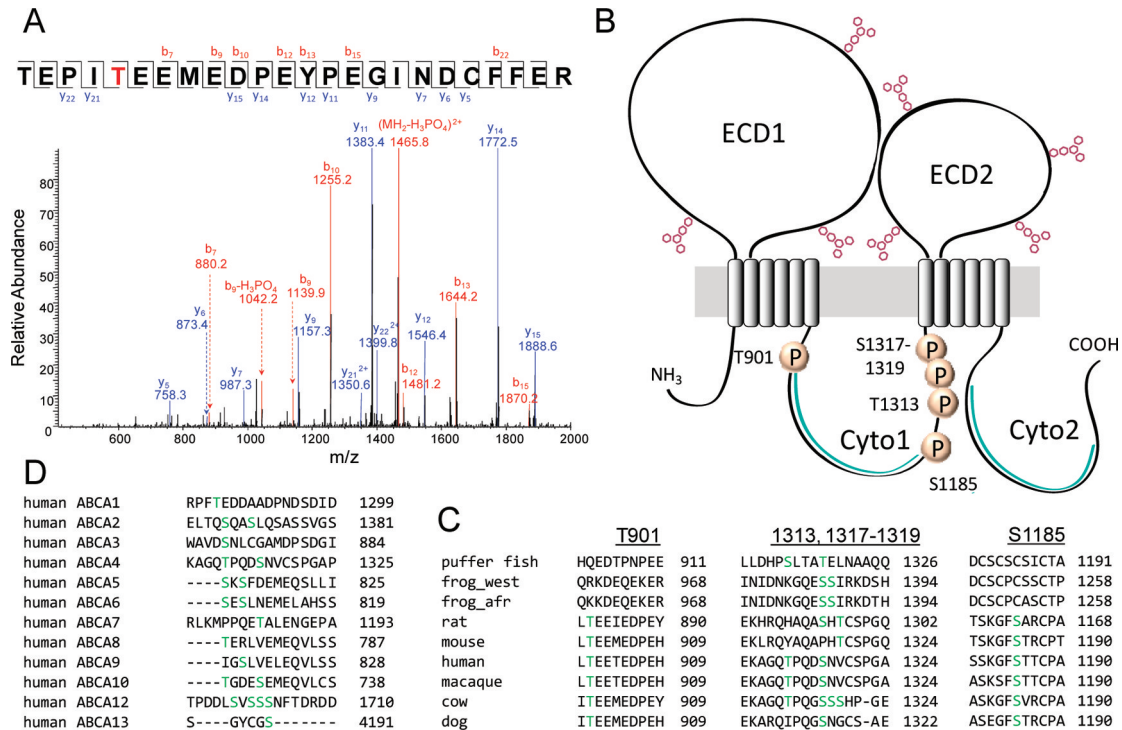 A
b7 b9 b10 b12 b13 b15 b22
TEPITEEMEDPEYPEGINDCFFER
y22 y21 y15 y14 y12 y11 y9 y7 y6 y5
Relative Abundance
80
70
60
50
40
30
20
10
0
600 800 1000 1200 1400 1600 1800 2000
m/z
y5
758.3
y6
873.4
b7
880.2
y7
987.3
b9-H3PO4
1042.2
b9
1139.9
y9
1157.3
b10
1255.2
y21 2+
1350.6
y11
1383.4
y22 2+
1399.8
(MH2-H3PO4)2+
1465.8
b12
1481.2
y12
1546.4
b13
1644.2
y14
1772.5
b15
1870.2
y15
1888.6
B
ECD1
ECD2
T901
P
S1317-
1319
P
P
T1313
P
P
S1185
NH3
COOH
Cyto1
Cyto2
D
human ABCA1 RPFTEDDAADPNDSDID 1299
human ABCA2 ELTQSQASLQSASSVGS 1381
human ABCA3 WAVDSNLCGAMDPSDGI 884
human ABCA4 KAGQTPQDSNVCSPGAP 1325
human ABCA5 ----SKSFDEMEQSLLI 825
human ABCA6 ----SESLNEMELAHSS 819
human ABCA7 RLKMPPQETALENGEPA 1193
human ABCA8 ----TERLVEMEQVLSS 787
human ABCA9 ----IGSLVELEQVLSS 828
human ABCA10 ----TGDESEMEQVLCS 738
human ABCA12 TPDDLSVSSSNFTDRDD 1710
human ABCA13 S----GYCGS------- 4191
C
T901 1313, 1317-1319 S1185
puffer fish HQEDTPNPEE 911 LLDHPSLTATELNAAQQ 1326 DCSCSCSICTA 1191
frog_west QRKDEQEKER 968 INIDNKGQESSIRKDSH 1394 DCSCPCSSCTP 1258
frog_afr QKKDEQEKER 968 INIDNKGQESSIRKDTH 1394 DCSCPCASCTP 1258
rat LTEEIEDPEY 890 EKHRQHAQASHTCSPGQ 1302 TSKGFSARCPA 1168
mouse LTEEMEDPEH 909 EKLRQYAQAPHTCSPGQ 1324 TSKGFSTRCPT 1190
human LTEETEDPEH 909 EKAGQTPQDSNVCSPGA 1324 SSKGFSTTCPA 1190
macaque LTEETEDPEH 909 EKAGQTPQDSNVCSPGA 1324 ASKSFSTTCPA 1190
cow ITEEMEDPEY 909 EKAGQTPQGSSSHP-GE 1324 ASKGFSVRCPA 1190
dog ITEEMEDPEH 909 EKARQIPQGSNGCS-AE 1322 ASEGFSTRCPA 1190